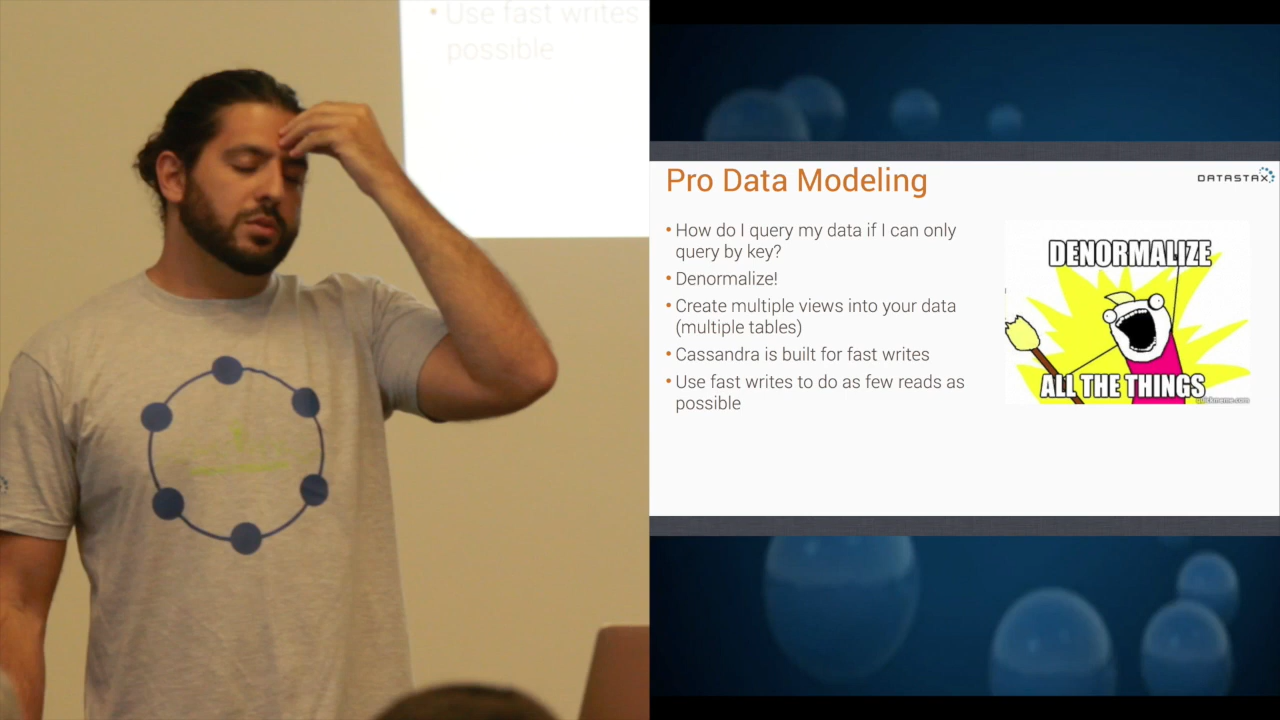 • Use fast writes
possible
Pro Data Modeling
DATASTAX
• How do I query my data if I can only
query by key?
• Denormalize!
• Create multiple views into your data
(multiple tables)
• Cassandra is built for fast writes
• Use fast writes to do as few reads as
possible
DENORMALIZE
ALL THE THINGS
quickmeme.com